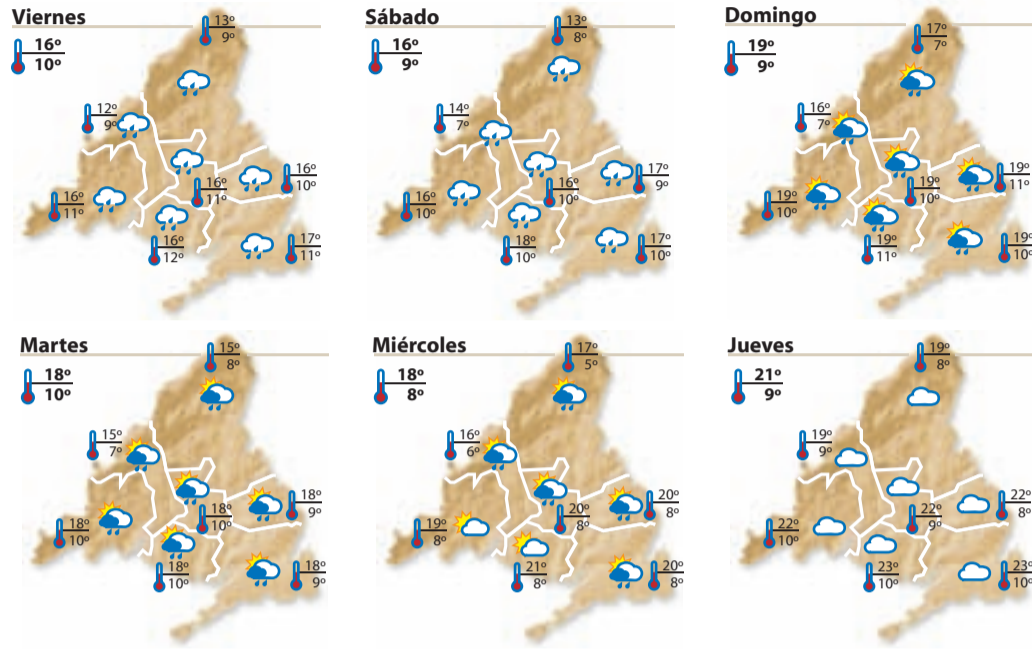 Viernes
16º
10º
13º
9º
12º
9º
16º
10º
16º
11º
16º
11º
16º
12º
17º
11º
Sábado
16º
9º
13º
8º
14º
7º
17º
9º
16º
10º
16º
10º
18º
10º
17º
10º
Domingo
19º
9º
17º
7º
16º
7º
19º
11º
19º
10º
19º
10º
19º
11º
19º
10º
Martes
18º
10º
15º
8º
15º
7º
18º
9º
18º
10º
18º
10º
18º
10º
18º
9º
Miércoles
18º
8º
17º
5º
16º
6º
20º
8º
20º
8º
19º
8º
21º
8º
20º
8º
Jueves
21º
9º
19º
8º
19º
9º
22º
8º
22º
9º
22º
10º
23º
10º
23º
10º